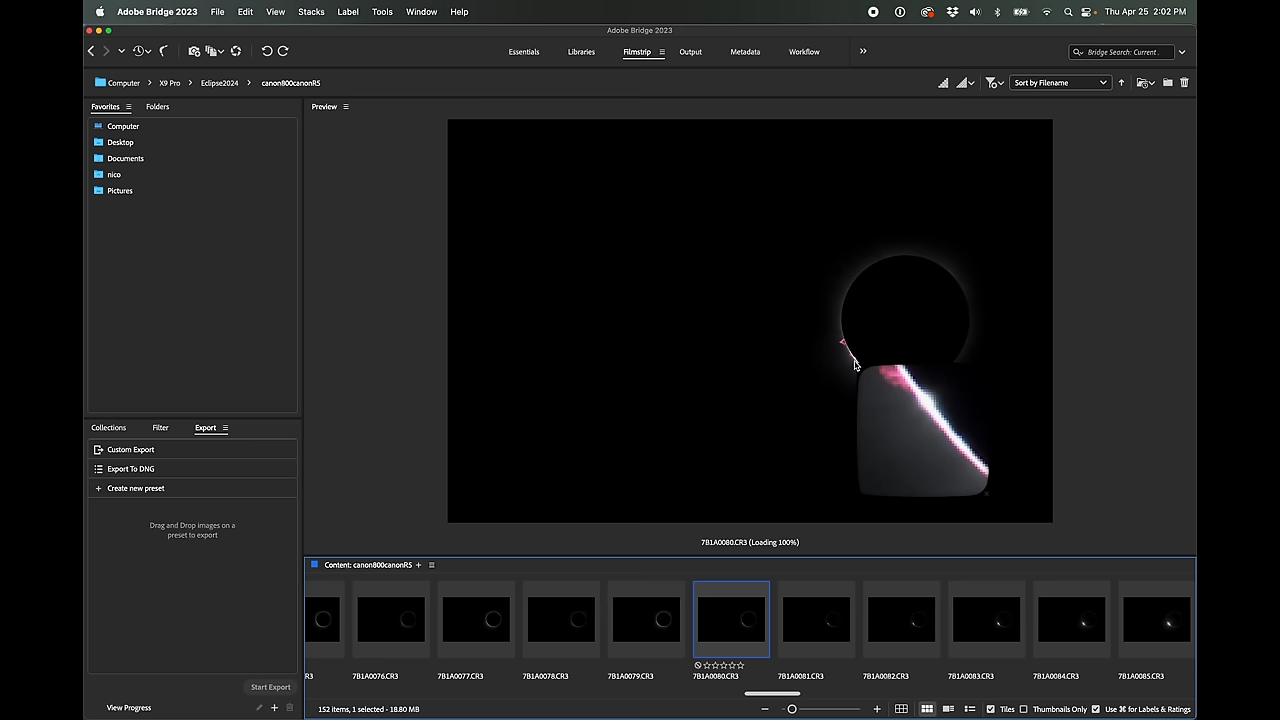 Adobe Bridge 2023 File Edit View Stacks Label Tools Window Help Thu Apr 25 2:02 PM
Adobe Bridge 2023
Essentials Libraries Filmstrip Output Metadata Workflow Bridge Search: Current .
Computer X9 Pro Eclipse2024 canon800canonR5 Sort by Filename
Favorites Folders
Preview
Computer
Desktop
Documents
nico
Pictures
Collections Filter Export
Custom Export
Export To DNG
Create new preset
Drag and Drop images on a
preset to export
Start Export
View Progress
7B1A0080.CR3 (Loading 100%)
Content: canon800canonR5
R3 7B1A0076.CR3 7B1A0077.CR3 7B1A0078.CR3 7B1A0079.CR3 7B1A0080.CR3 7B1A0081.CR3 7B1A0082.CR3 7B1A0083.CR3 7B1A0084.CR3 7B1A0085.CR3
152 items, 1 selected - 18.80 MB Tiles Thumbnails Only Use ⌘ for Labels & Ratings